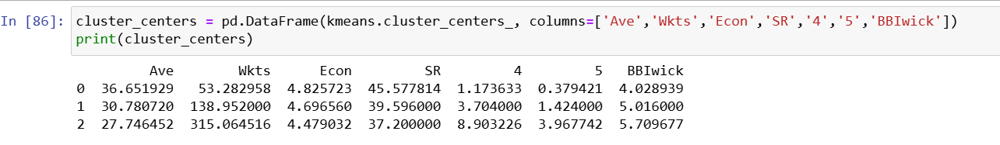 In [86]: cluster_centers = pd.DataFrame(kmeans.cluster_centers_, columns=['Ave','Wkts','Econ','SR','4','5','BBIwick'])
print(cluster_centers)
Ave Wkts Econ SR 4 5 BBIwick
0 36.651929 53.282958 4.825723 45.577814 1.173633 0.379421 4.028939
1 30.780720 138.952000 4.696560 39.596000 3.704000 1.424000 5.016000
2 27.746452 315.064516 4.479032 37.200000 8.903226 3.967742 5.709677